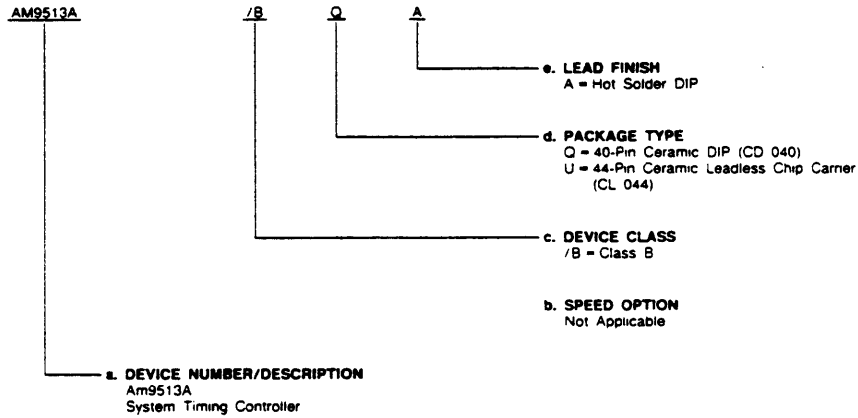 AM9513A /B Q A
e. LEAD FINISH
A = Hot Solder DIP
d. PACKAGE TYPE
Q = 40-Pin Ceramic DIP (CD 040)
U = 44-Pin Ceramic Leadless Chip Carrier
(CL 044)
c. DEVICE CLASS
/B = Class B
b. SPEED OPTION
Not Applicable
a. DEVICE NUMBER/DESCRIPTION
Am9513A
System Timing Controller